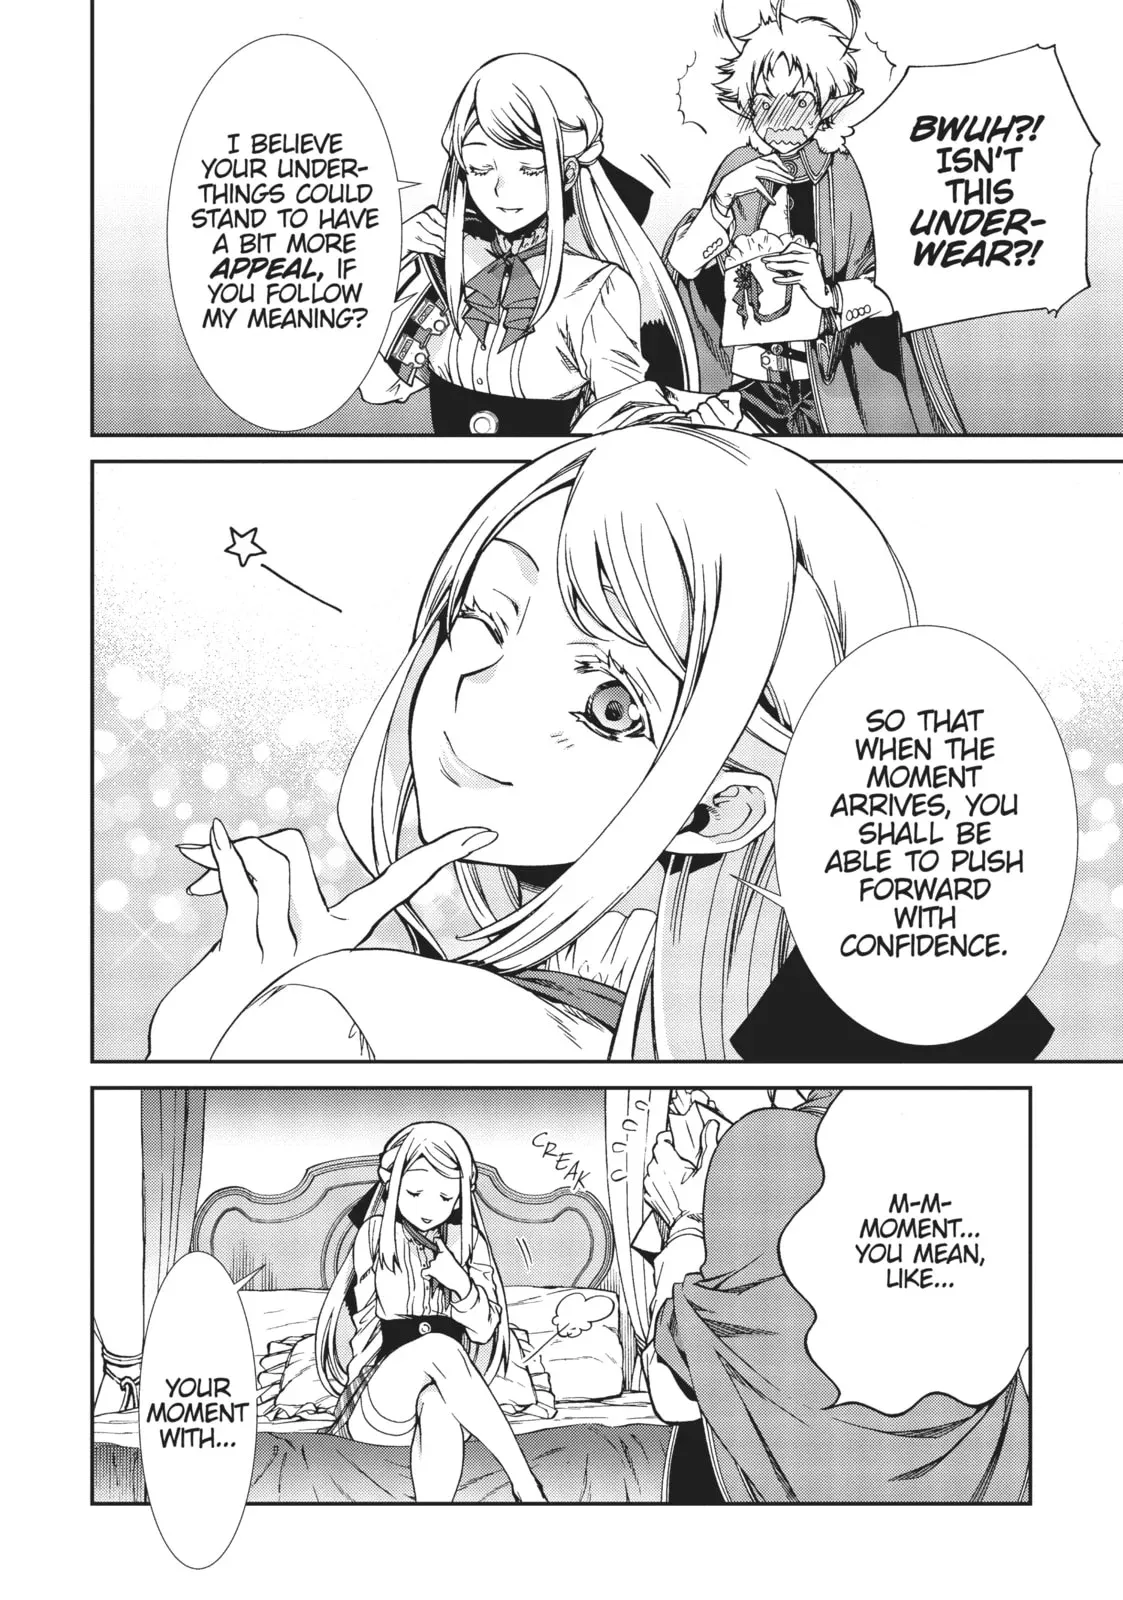 BWUH?!
ISN'T
THIS
UNDER-
WEAR?!
I BELIEVE
YOUR UNDER-
THINGS COULD
STAND TO HAVE
A BIT MORE
APPEAL, IF
YOU FOLLOW
MY MEANING?
SO THAT
WHEN THE
MOMENT
ARRIVES, YOU
SHALL BE
ABLE TO PUSH
FORWARD
WITH
CONFIDENCE.
M-M-
MOMENT...
YOU MEAN,
LIKE...
CREAK
YOUR
MOMENT
WITH...